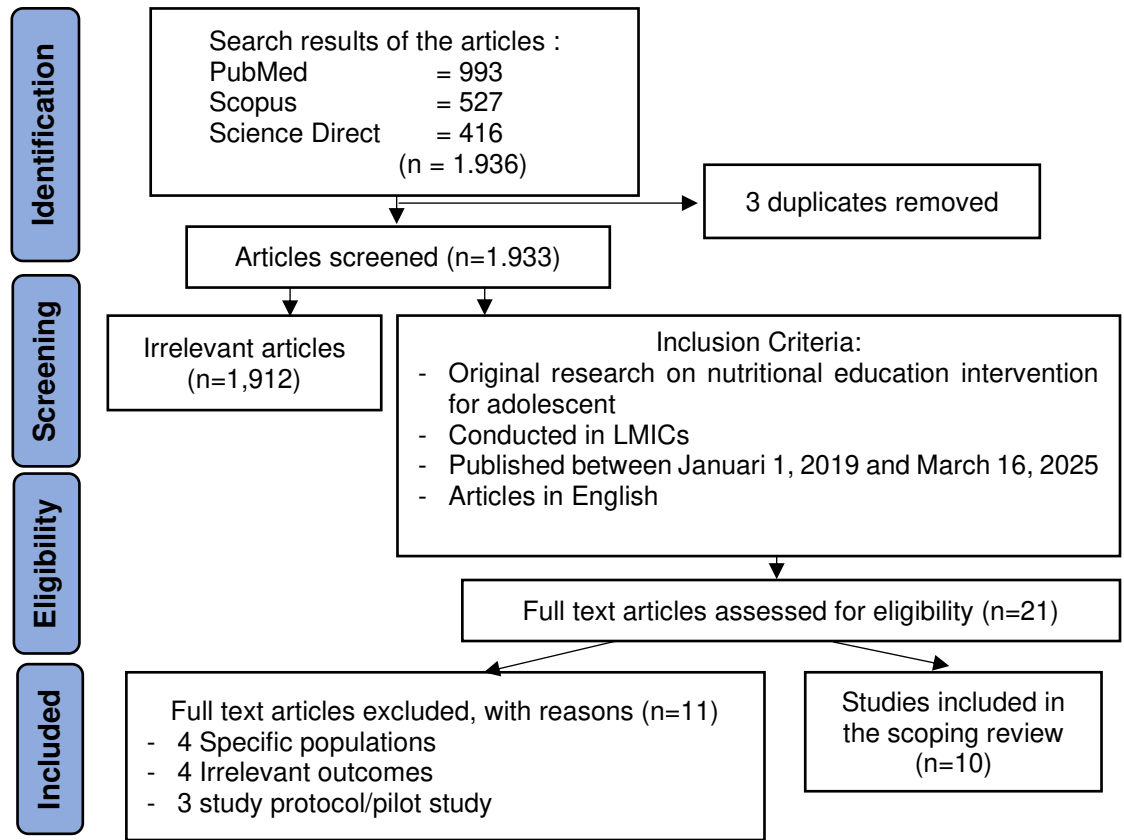 Identification
Search results of the articles :
PubMed = 993
Scopus = 527
Science Direct = 416
(n = 1.936)
3 duplicates removed
Articles screened (n=1.933)
Screening
Irrelevant articles
(n=1,912)
Inclusion Criteria:
- Original research on nutritional education intervention
for adolescent
- Conducted in LMICs
- Published between Januari 1, 2019 and March 16, 2025
- Articles in English
Eligibility
Full text articles assessed for eligibility (n=21)
Included
Full text articles excluded, with reasons (n=11)
- 4 Specific populations
- 4 Irrelevant outcomes
- 3 study protocol/pilot study
Studies included in
the scoping review
(n=10)